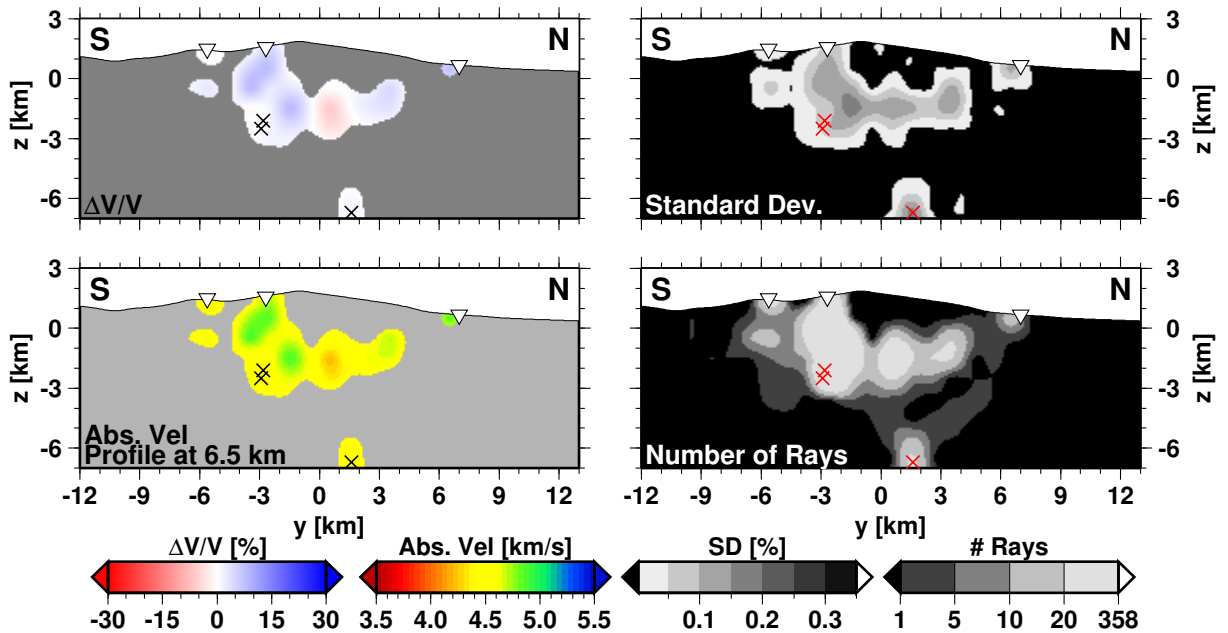 3
3
S
N
S
N
0
0
z [km]
z [km]
-3
-3
-6
-6
ΔV/V
Standard Dev.
3
3
S
N
S
N
0
0
z [km]
z [km]
-3
-3
-6
-6
Abs. Vel
Profile at 6.5 km
Number of Rays
-12 -9 -6 -3 0 3 6 9 12
-12 -9 -6 -3 0 3 6 9 12
y [km]
y [km]
ΔV/V [%]
Abs. Vel [km/s]
SD [%]
# Rays
-30 -15 0 15 30
3.5 4.0 4.5 5.0 5.5
0.1 0.2 0.3
1 5 10 20 358